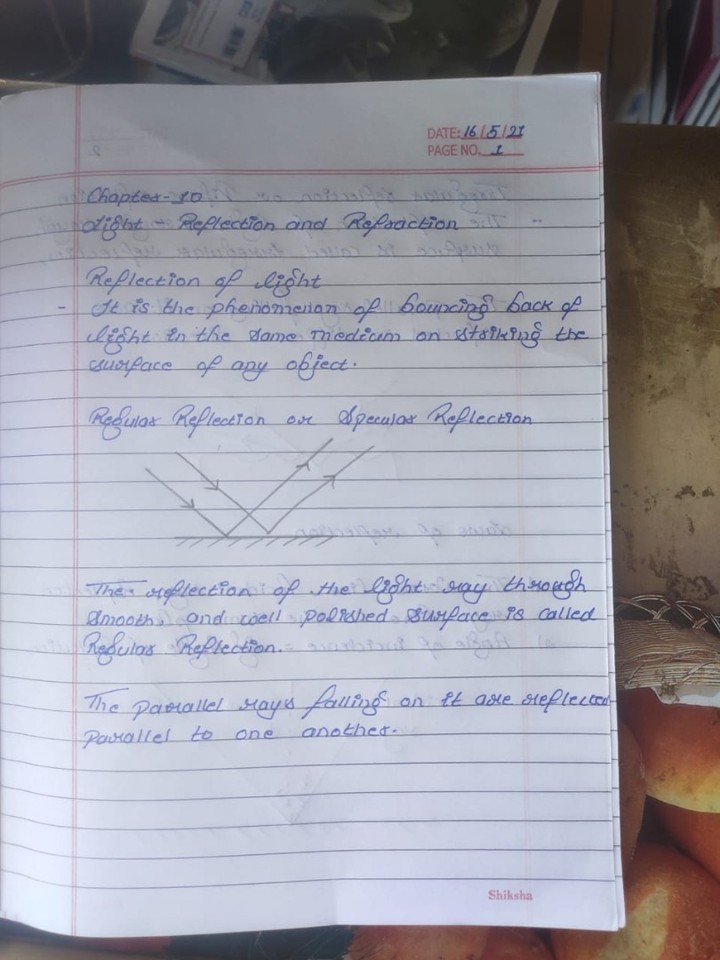 DATE: 16/5/21
PAGE NO. 1
Chapter-10
Light - Reflection and Refraction
Reflection of light
- It is the phenomenon of bouncing back of
light in the same medium on striking the
surface of any object.
Regular Reflection or Specular Reflection
The reflection of the light ray through
smooth, and well polished surface is called
Regular Reflection.
The parallel rays falling on it are reflected
parallel to one another.
Shiksha